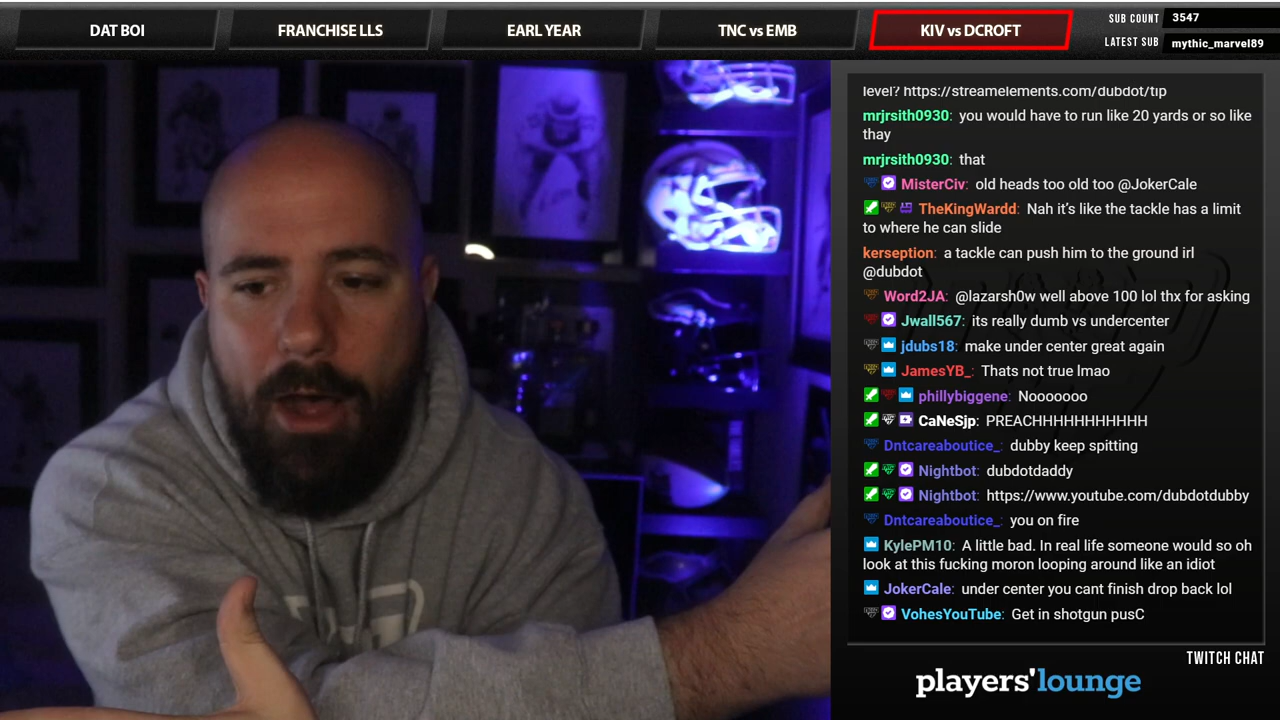 DAT BOI
FRANCHISE LLS
EARL YEAR
TNC vs EMB
KIV vs DCROFT
SUB COUNT 3547
LATEST SUB mythic_marvel89
level? https://streamelements.com/dubdot/tip
mrjrsith0930: you would have to run like 20 yards or so like
thay
mrjrsith0930: that
MisterCiv: old heads too old too @JokerCale
TheKingWardd: Nah it's like the tackle has a limit
to where he can slide
kerseption: a tackle can push him to the ground irl
@dubdot
Word2JA: @lazarsh0w well above 100 lol thx for asking
Jwall567: its really dumb vs undercenter
jdubs18: make under center great again
JamesYB_: Thats not true lmao
phillybiggene: Nooooooo
CaNeSjp: PREACHHHHHHHHHHH
Dntcareaboutice_: dubby keep spitting
Nightbot: dubdotdaddy
Nightbot: https://www.youtube.com/dubdotdubby
Dntcareaboutice_: you on fire
KylePM10: A little bad. In real life someone would so oh
look at this fucking moron looping around like an idiot
JokerCale: under center you cant finish drop back lol
VohesYouTube: Get in shotgun pusC
TWITCH CHAT
players'lounge